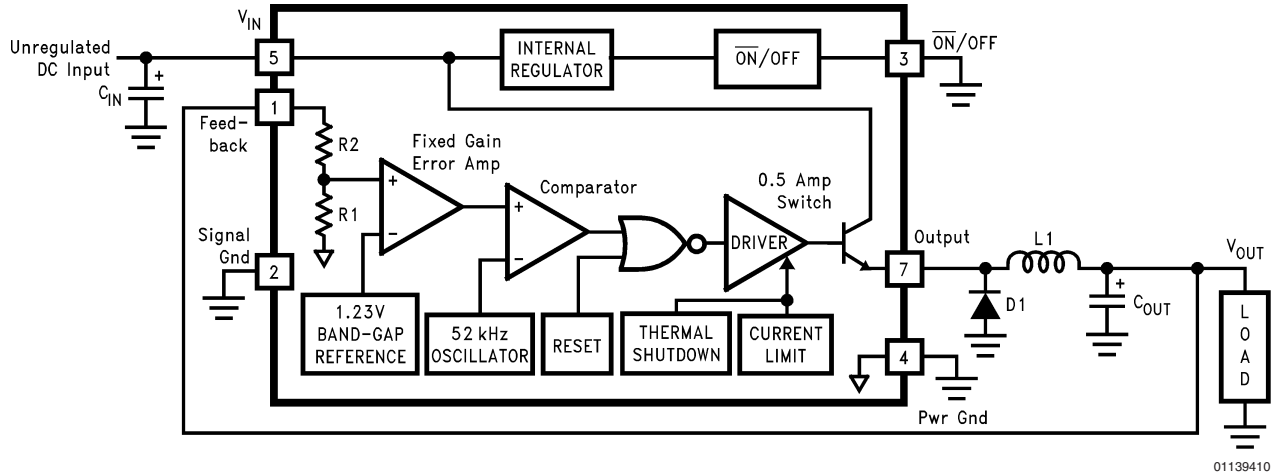 VIN
Unregulated
DC Input
+
CIN
5
INTERNAL
REGULATOR
ON/OFF
3
ON/OFF
1
Feed-
back
R2
R1
Fixed Gain
Error Amp
+
−
Comparator
+
−
0.5 Amp
Switch
DRIVER
Signal
Gnd
2
1.23V
BAND-GAP
REFERENCE
52 kHz
OSCILLATOR
RESET
THERMAL
SHUTDOWN
CURRENT
LIMIT
Output
7
L1
D1
+
COUT
VOUT
LOAD
4
Pwr Gnd
01139410